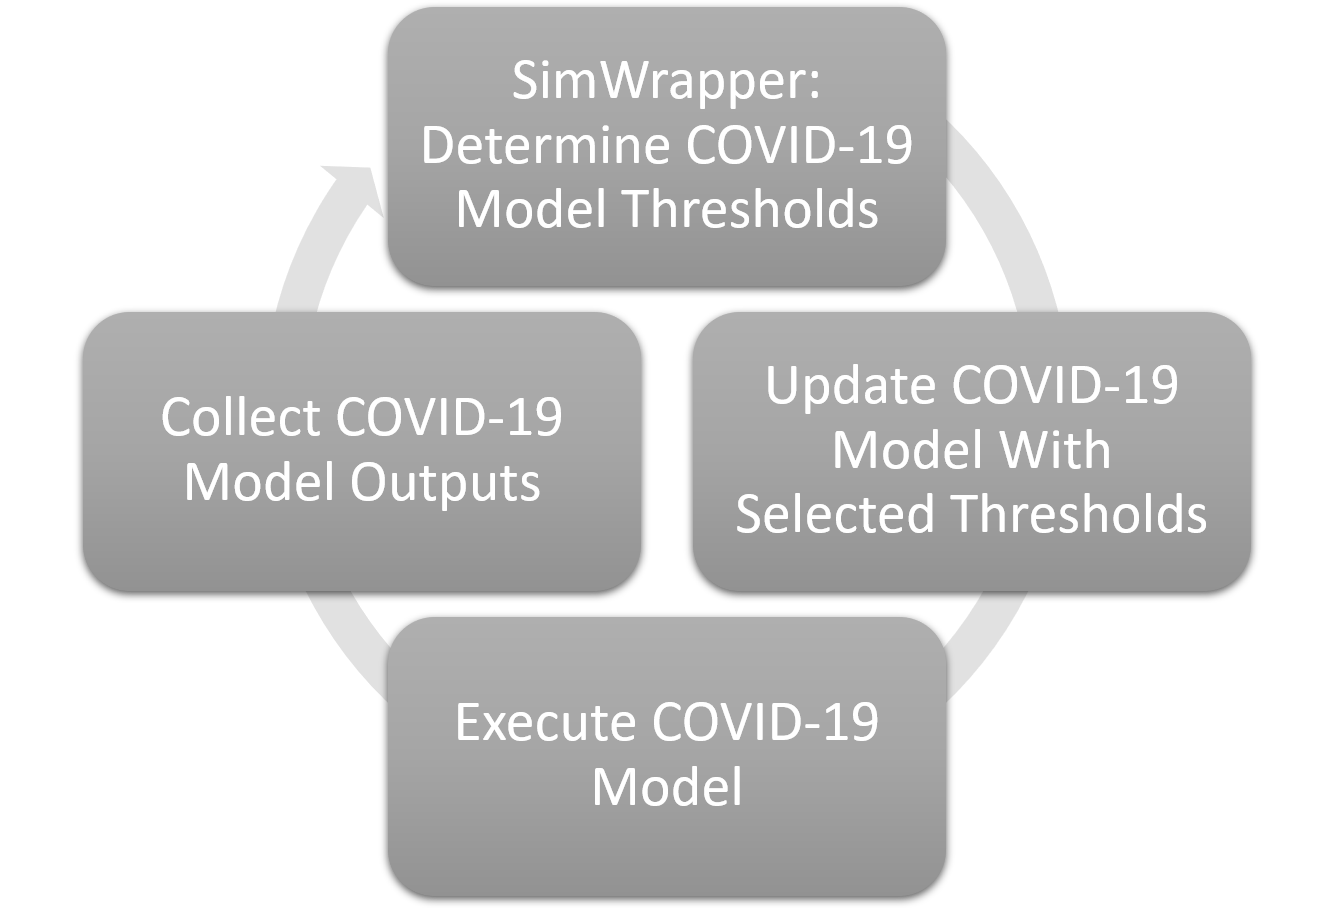 SimWrapper:
Determine COVID-19
Model Thresholds
Collect COVID-19
Model Outputs
Update COVID-19
Model With
Selected Thresholds
Execute COVID-19
Model